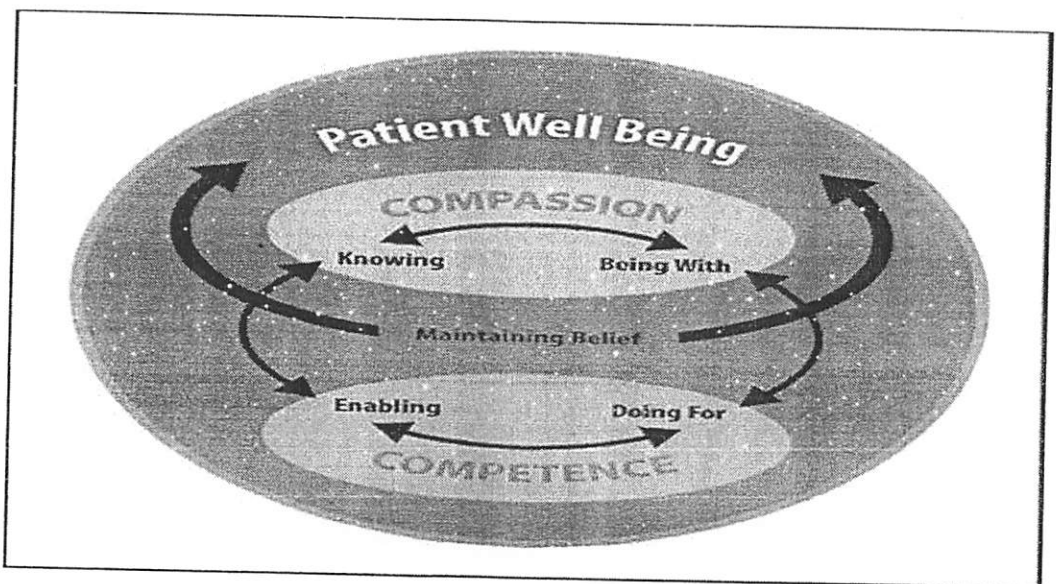 Patient Well Being
COMPASSION
Knowing
Being With
Maintaining Belief
Enabling
Doing For
COMPETENCE